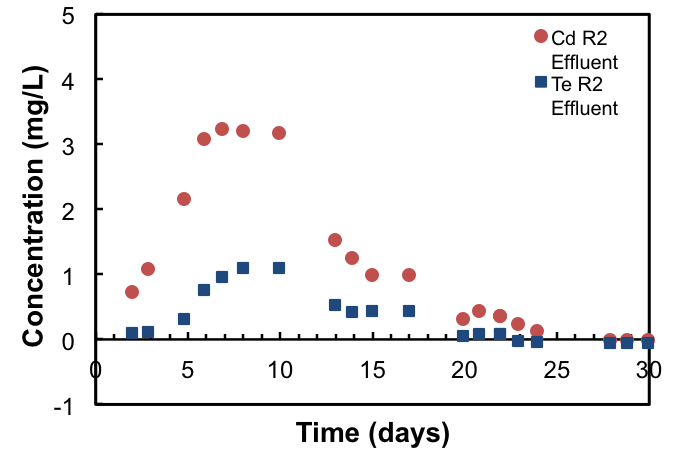 5
Cd R2
Effluent
Te R2
Effluent
4
3
2
1
0
0 5 10 15 20 25 30
-1
Concentration (mg/L)
Time (days)